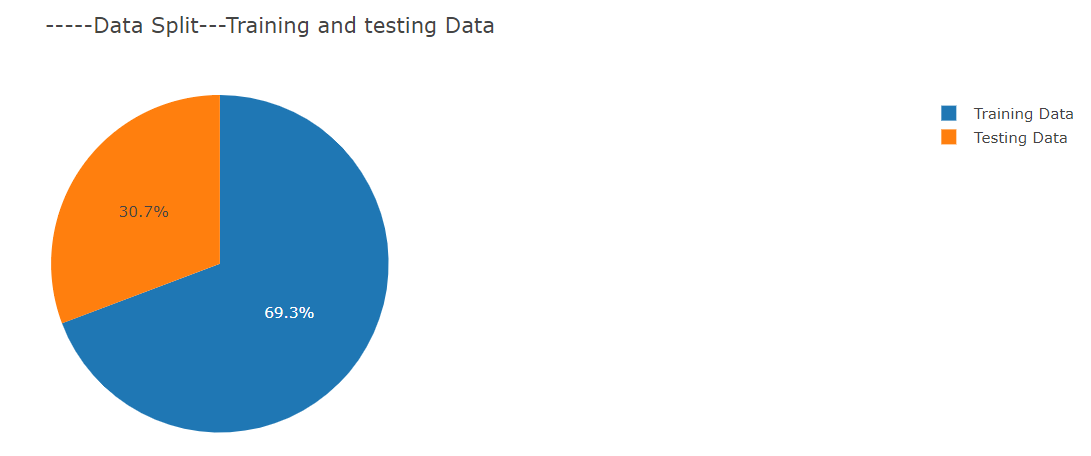 -----Data Split---Training and testing Data
Training Data
Testing Data
30.7%
69.3%